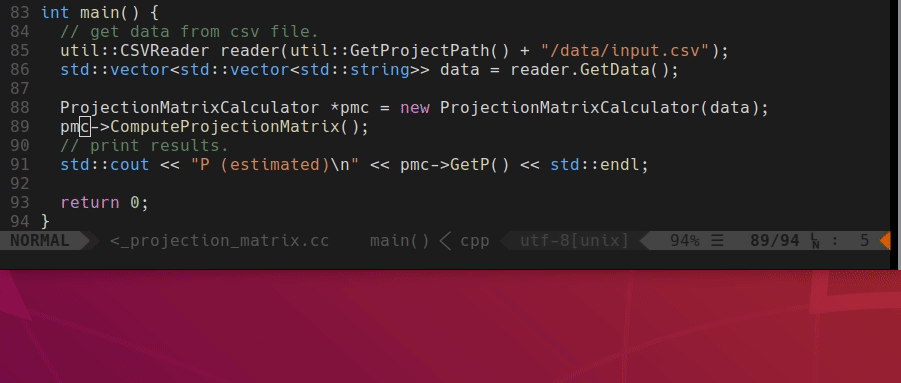 83 int main() {
84   // get data from csv file.
85   util::CSVReader reader(util::GetProjectPath() + "/data/input.csv");
86   std::vector<std::vector<std::string>> data = reader.GetData();
87
88   ProjectionMatrixCalculator *pmc = new ProjectionMatrixCalculator(data);
89   pmc->ComputeProjectionMatrix();
90   // print results.
91   std::cout << "P (estimated)\n" << pmc->GetP() << std::endl;
92
93   return 0;
94 }
NORMAL <_projection_matrix.cc main() < cpp utf-8[unix] 94% ☰ 89/94 ␤ : 5